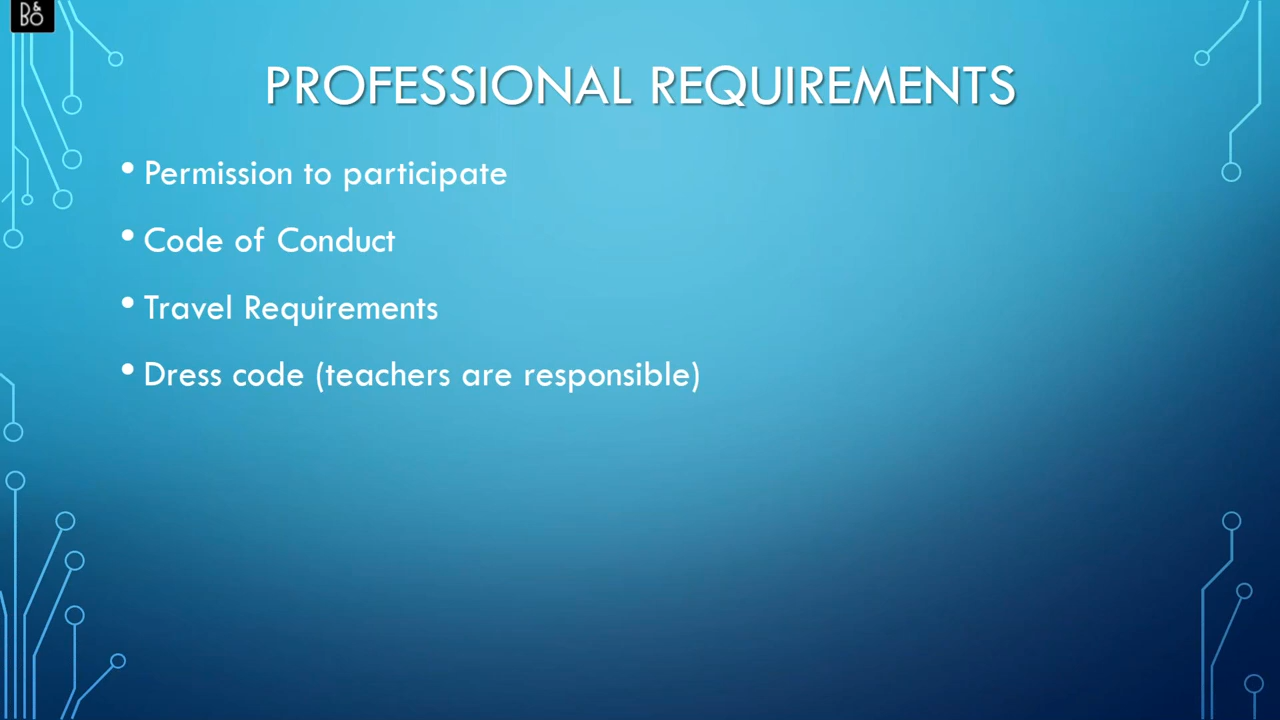 B&O
PROFESSIONAL REQUIREMENTS
• Permission to participate
• Code of Conduct
• Travel Requirements
• Dress code (teachers are responsible)